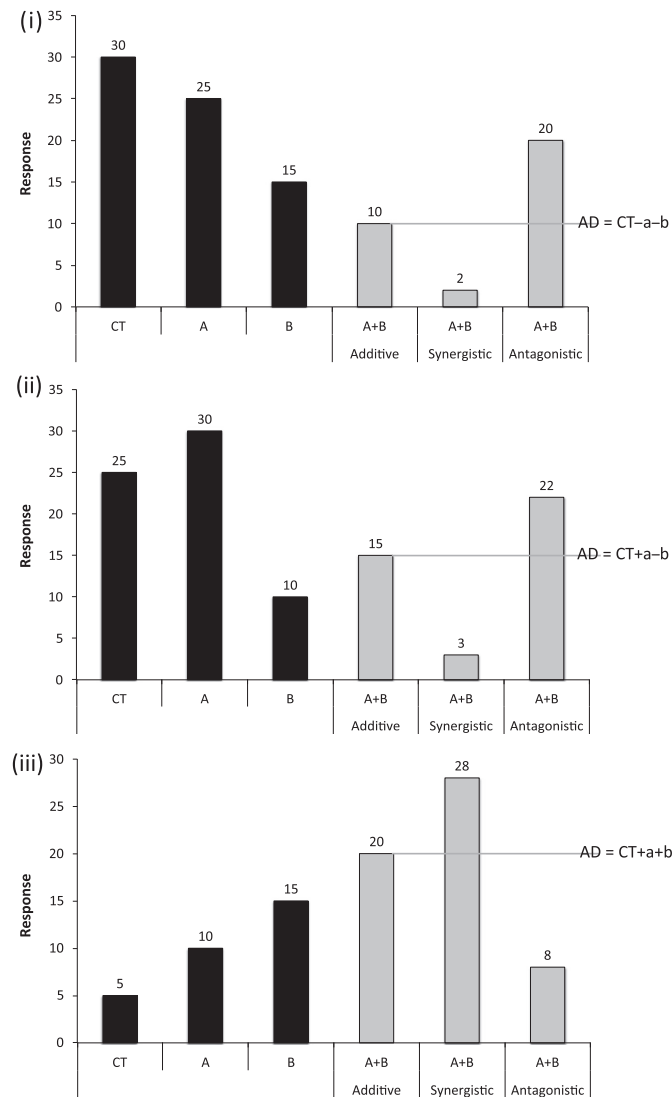 (i)
35
30
25
20
15
10
5
0
Response
30
25
15
10
2
20
AD = CT–a–b
CT A B A+B A+B A+B
Additive Synergistic Antagonistic
(ii)
35
30
25
20
15
10
5
0
Response
25
30
10
15
3
22
AD = CT+a–b
CT A B A+B A+B A+B
Additive Synergistic Antagonistic
(iii)
30
25
20
15
10
5
0
Response
5
10
15
20
28
8
AD = CT+a+b
CT A B A+B A+B A+B
Additive Synergistic Antagonistic